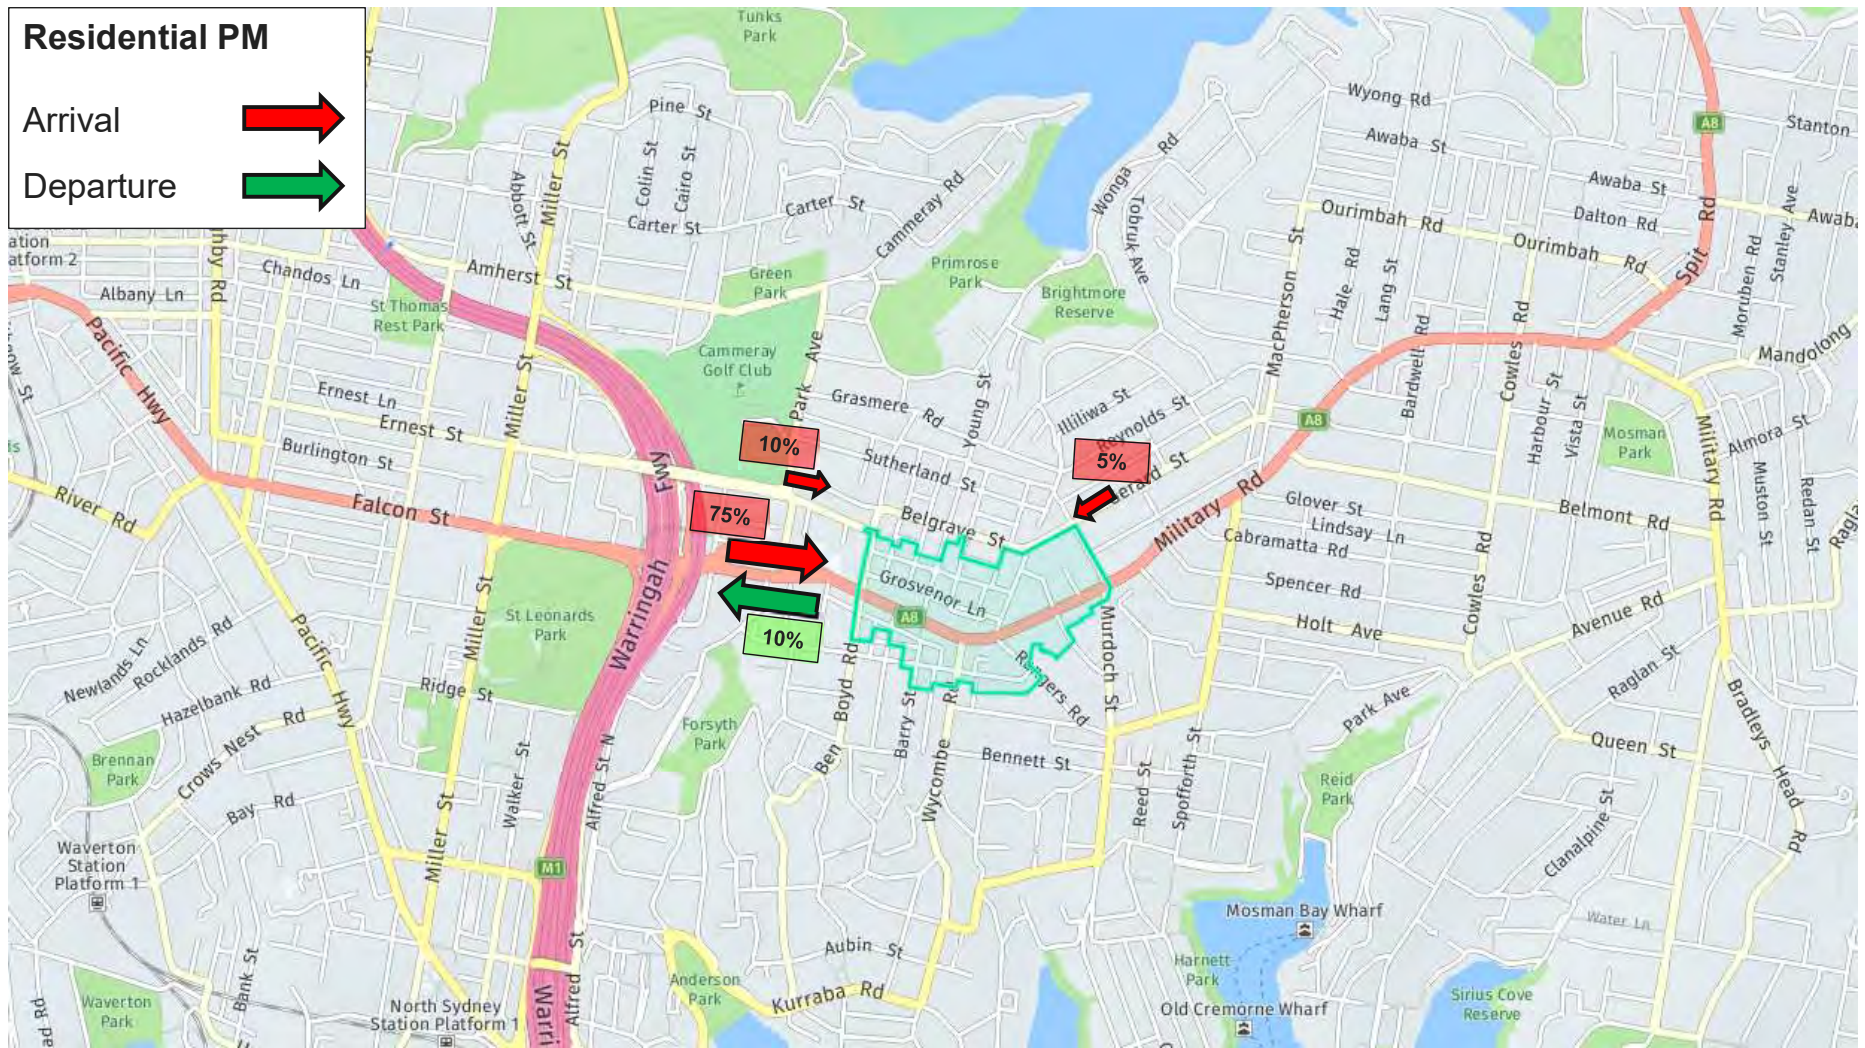 Residential PM
Arrival
Departure
Tunks
Park
Pine St
Colin St
Cairo St
Abbott St
Miller St
Carter St
Carter St
Cammeray Rd
Wyong Rd
Awaba St
A8
Stanton
Awaba St
Awaba
Dalton Rd
Stanley Ave
Moruben Rd
Spit Rd
Ourimbah Rd
Ourimbah Rd
Wonga Rd
Tobruk Ave
MacPherson St
Hale Rd
Lang St
Bardwell Rd
Cowles Rd
Mandolong
ation
atform 2
Chandos Ln
Albany Ln
Amherst St
St Thomas
Rest Park
Green
Park
Primrose
Park
Brightmore
Reserve
Cammeray
Golf Club
Park Ave
Pacific Hwy
Miller St
Ernest Ln
Ernest St
Burlington St
Falcon St
River Rd
Grasmere Rd
Young St
Illiliwa St
Reynolds St
Gerard St
Sutherland St
Belgrave St
10%
5%
75%
10%
Fwy
Warringah
Grosvenor Ln
A8
A8
Military Rd
Harbour St
Vista St
Mosman
Park
Military Rd
Almora St
Muston St
Redan St
Glover St
Lindsay Ln
Cabramatta Rd
Belmont Rd
Spencer Rd
Holt Ave
Cowles Rd
Avenue Rd
Raglan St
Park Ave
Queen St
Bradleys Head Rd
Murdoch St
Rangers Rd
Ben Boyd Rd
Barry St
Wycombe Rd
Bennett St
Reed St
Spofforth St
Reid
Park
Clanalpine St
St Leonards
Park
Miller St
Newlands Ln
Rocklands Rd
Hazelbank Rd
Pacific Hwy
Ridge St
Crows Nest Rd
Brennan
Park
Bay Rd
Walker St
Alfred St N
Forsyth
Park
Miller St
M1
Waverton
Station
Platform 1
Bank St
Waverton
Park
North Sydney
Station Platform 1
Alfred St
Warri
Anderson
Park
Kurraba Rd
Aubin St
Mosman Bay Wharf
Harnett
Park
Old Cremorne Wharf
Water Ln
Sirius Cove
Reserve